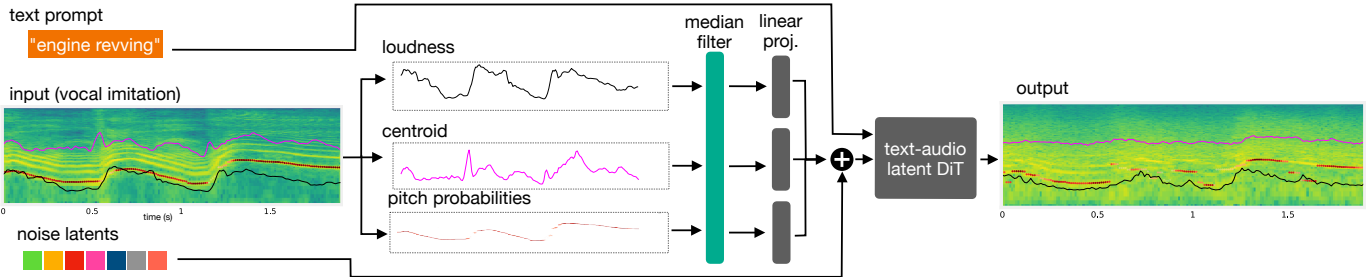 text prompt
"engine revving"
input (vocal imitation)
0 0.5 1 1.5
time (s)
noise latents
loudness
centroid
pitch probabilities
median
filter
linear
proj.
+
text-audio
latent DiT
output
0 0.5 1 1.5